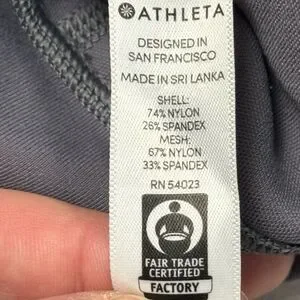 ATHLETA
DESIGNED IN
SAN FRANCISCO
MADE IN SRI LANKA
SHELL:
74% NYLON
26% SPANDEX
MESH:
67% NYLON
33% SPANDEX
RN 54023
FAIR TRADE
CERTIFIED
FACTORY